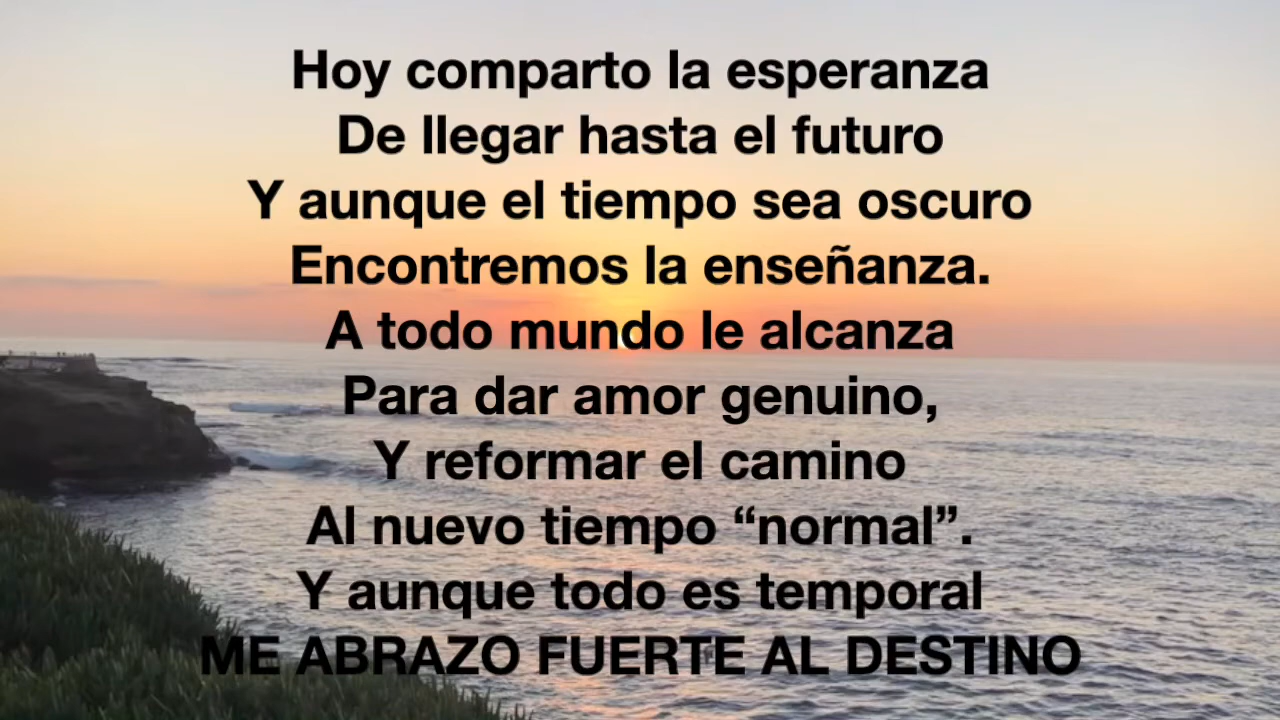 Hoy comparto la esperanza
De llegar hasta el futuro
Y aunque el tiempo sea oscuro
Encontremos la enseñanza.
A todo mundo le alcanza
Para dar amor genuino,
Y reformar el camino
Al nuevo tiempo “normal”.
Y aunque todo es temporal
ME ABRAZO FUERTE AL DESTINO